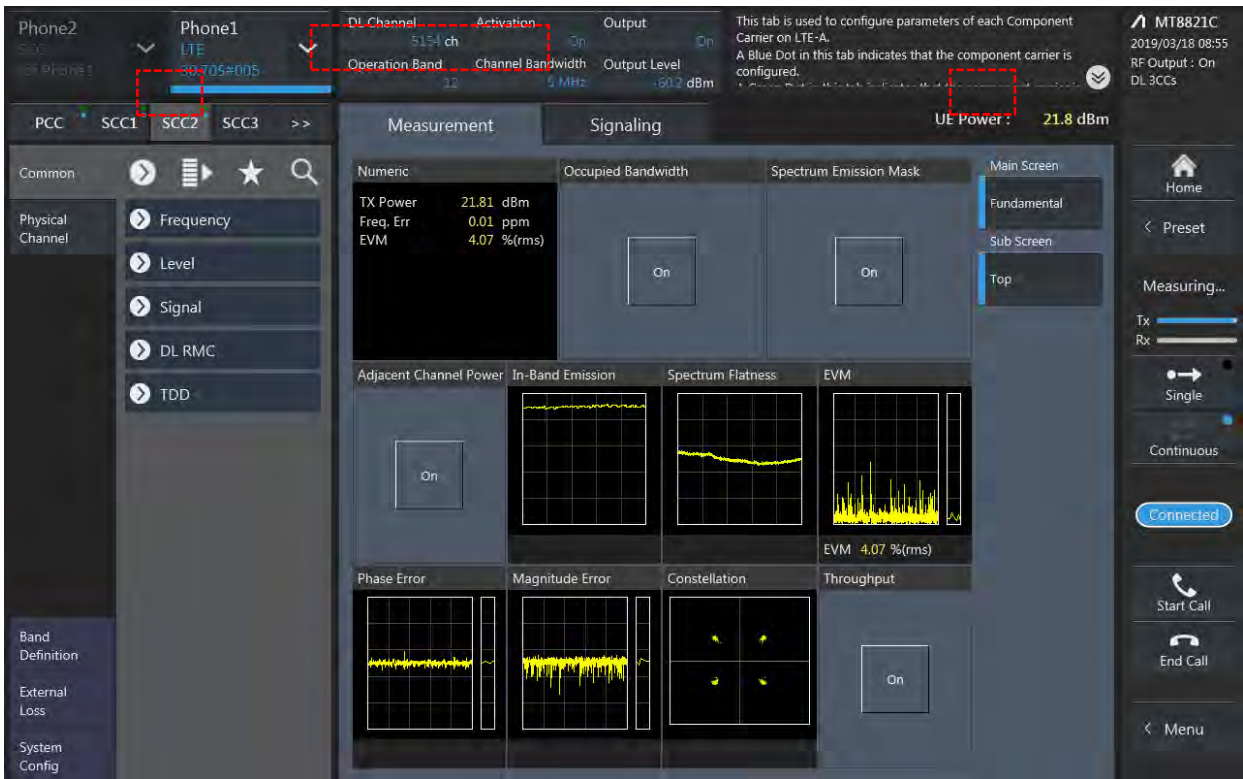 Phone2
SCC
of Phone1
Phone1
LTE
30.70S#005
DL Channel
5154 ch
Activation
On
Output
On
Operation Band
12
Channel Bandwidth
5 MHz
Output Level
-60.2 dBm
This tab is used to configure parameters of each Component
Carrier on LTE-A.
A Blue Dot in this tab indicates that the component carrier is
configured.
MT8821C
2019/03/18 08:55
RF Output : On
DL 3CCs
PCC SCC1 SCC2 SCC3 >>
Measurement
Signaling
UE Power : 21.8 dBm
Common
Physical
Channel
Frequency
Level
Signal
DL RMC
TDD
Band
Definition
External
Loss
System
Config
Numeric
TX Power 21.81 dBm
Freq. Err 0.01 ppm
EVM 4.07 %(rms)
Occupied Bandwidth
On
Spectrum Emission Mask
On
Main Screen
Fundamental
Sub Screen
Top
Adjacent Channel Power
On
In-Band Emission
Spectrum Flatness
EVM
EVM 4.07 %(rms)
Phase Error
Magnitude Error
Constellation
Throughput
On
Home
< Preset
Measuring...
Tx
Rx
Single
Continuous
Connected
Start Call
End Call
< Menu